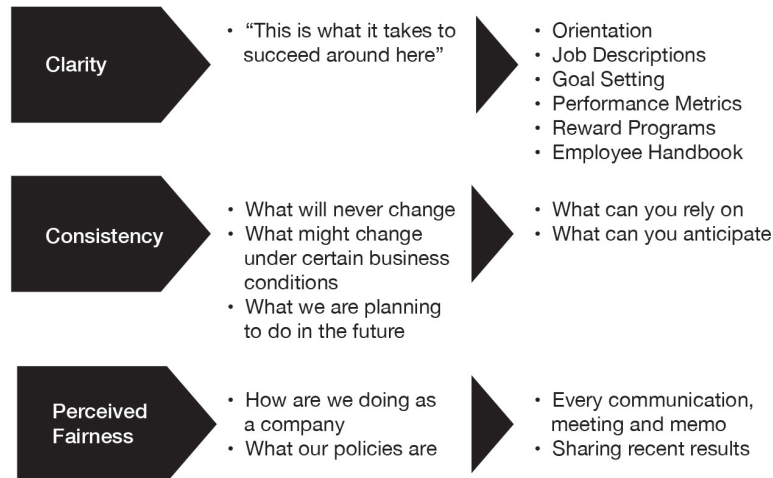 Clarity
• “This is what it takes to
succeed around here”
• Orientation
• Job Descriptions
• Goal Setting
• Performance Metrics
• Reward Programs
• Employee Handbook
Consistency
• What will never change
• What might change
under certain business
conditions
• What we are planning
to do in the future
• What can you rely on
• What can you anticipate
Perceived
Fairness
• How are we doing as
a company
• What our policies are
• Every communication,
meeting and memo
• Sharing recent results